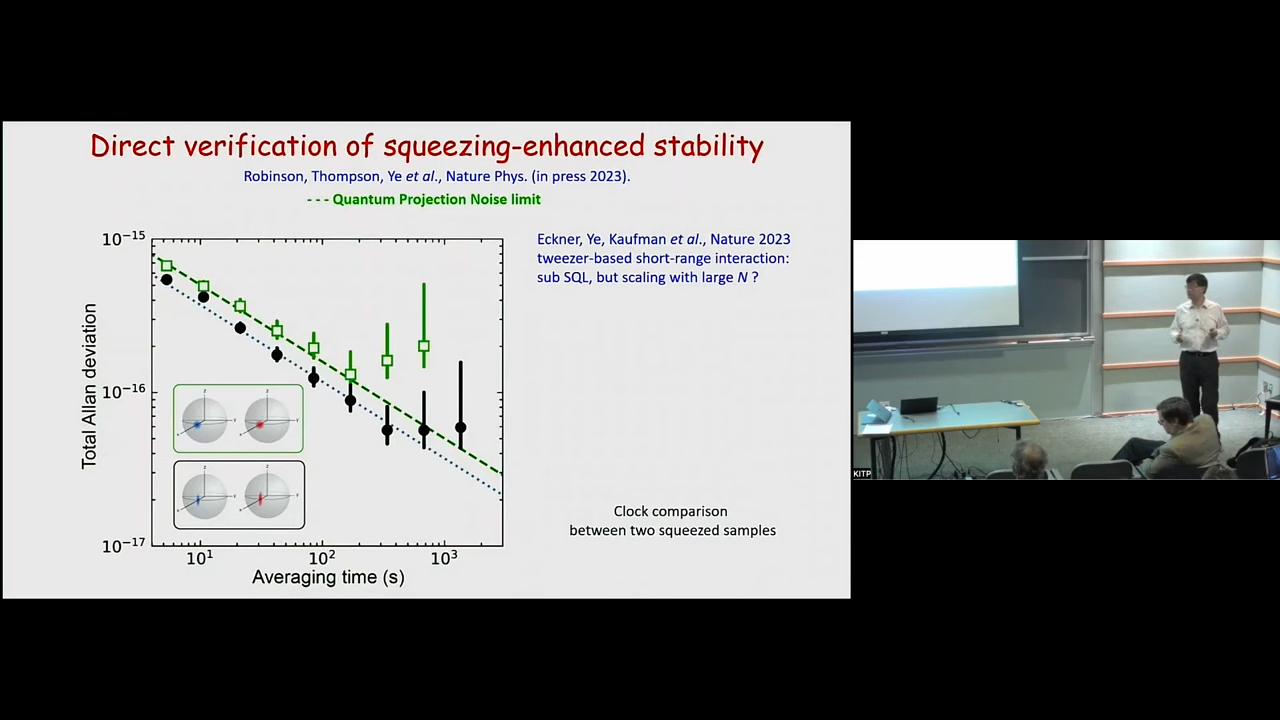 Direct verification of squeezing-enhanced stability
Robinson, Thompson, Ye et al., Nature Phys. (in press 2023).
--- Quantum Projection Noise limit
Eckner, Ye, Kaufman et al., Nature 2023
tweezer-based short-range interaction:
sub SQL, but scaling with large N ?
10⁻¹⁵
10⁻¹⁶
10⁻¹⁷
Total Allan deviation
10¹
10²
10³
Averaging time (s)
Clock comparison
between two squeezed samples
KITP